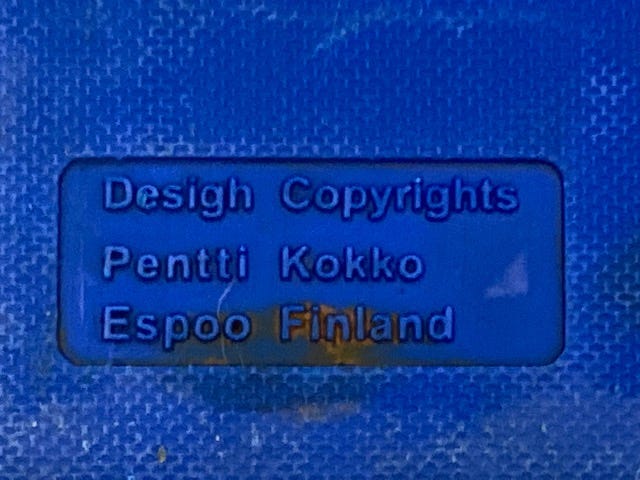 Desigh Copyrights
Pentti Kokko
Espoo Finland